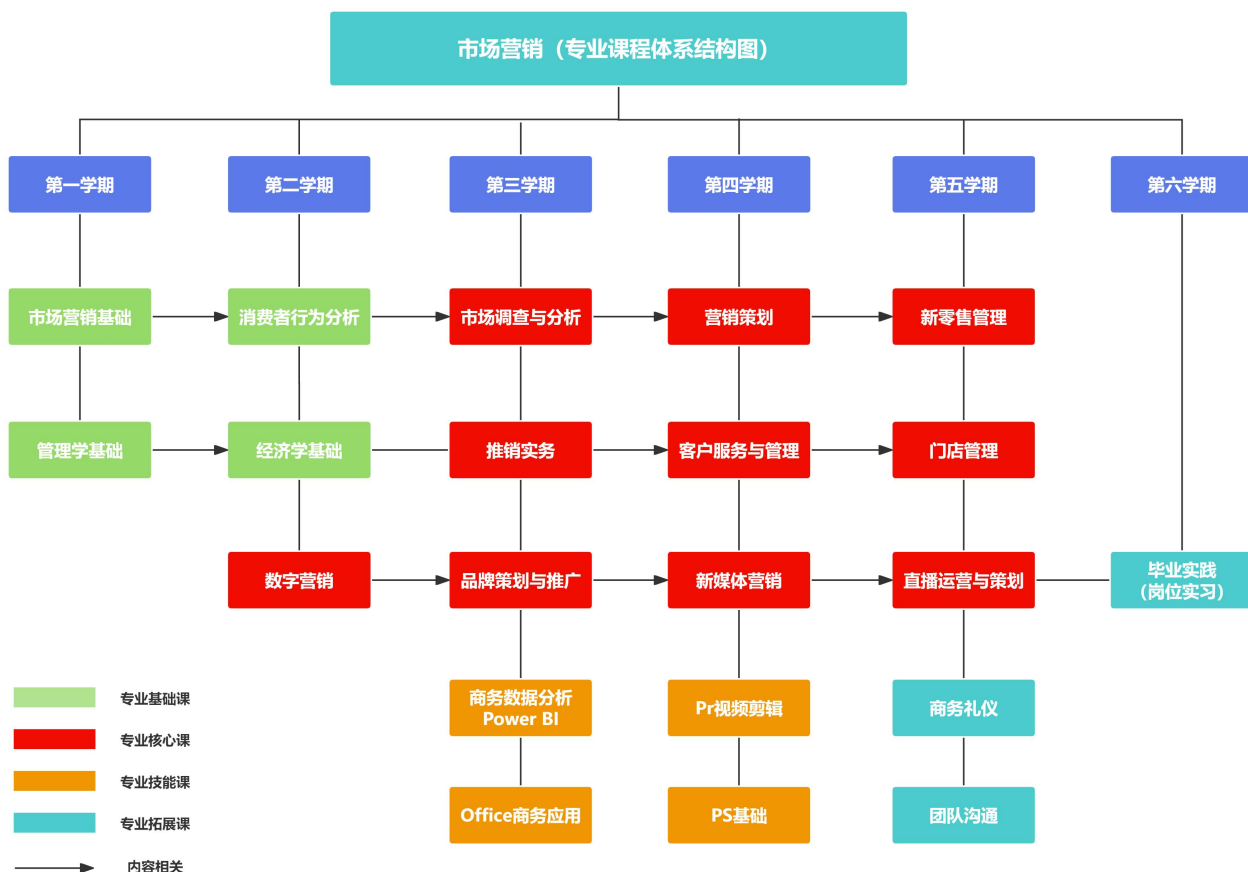 市场营销（专业课程体系结构图）
第一学期
第二学期
第三学期
第四学期
第五学期
第六学期
市场营销基础
消费者行为分析
市场调查与分析
营销策划
新零售管理
管理学基础
经济学基础
推销实务
客户服务与管理
门店管理
数字营销
品牌策划与推广
新媒体营销
直播运营与策划
毕业实践
（岗位实习）
商务数据分析
Power BI
Pr视频剪辑
商务礼仪
Office商务应用
PS基础
团队沟通
专业基础课
专业核心课
专业技能课
专业拓展课
内容相关